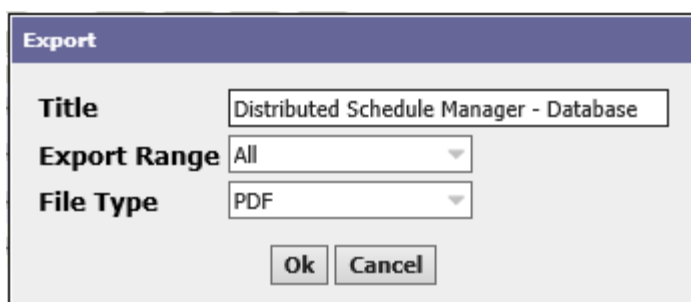 Export
Title Distributed Schedule Manager - Database
Export Range All
File Type PDF
Ok Cancel